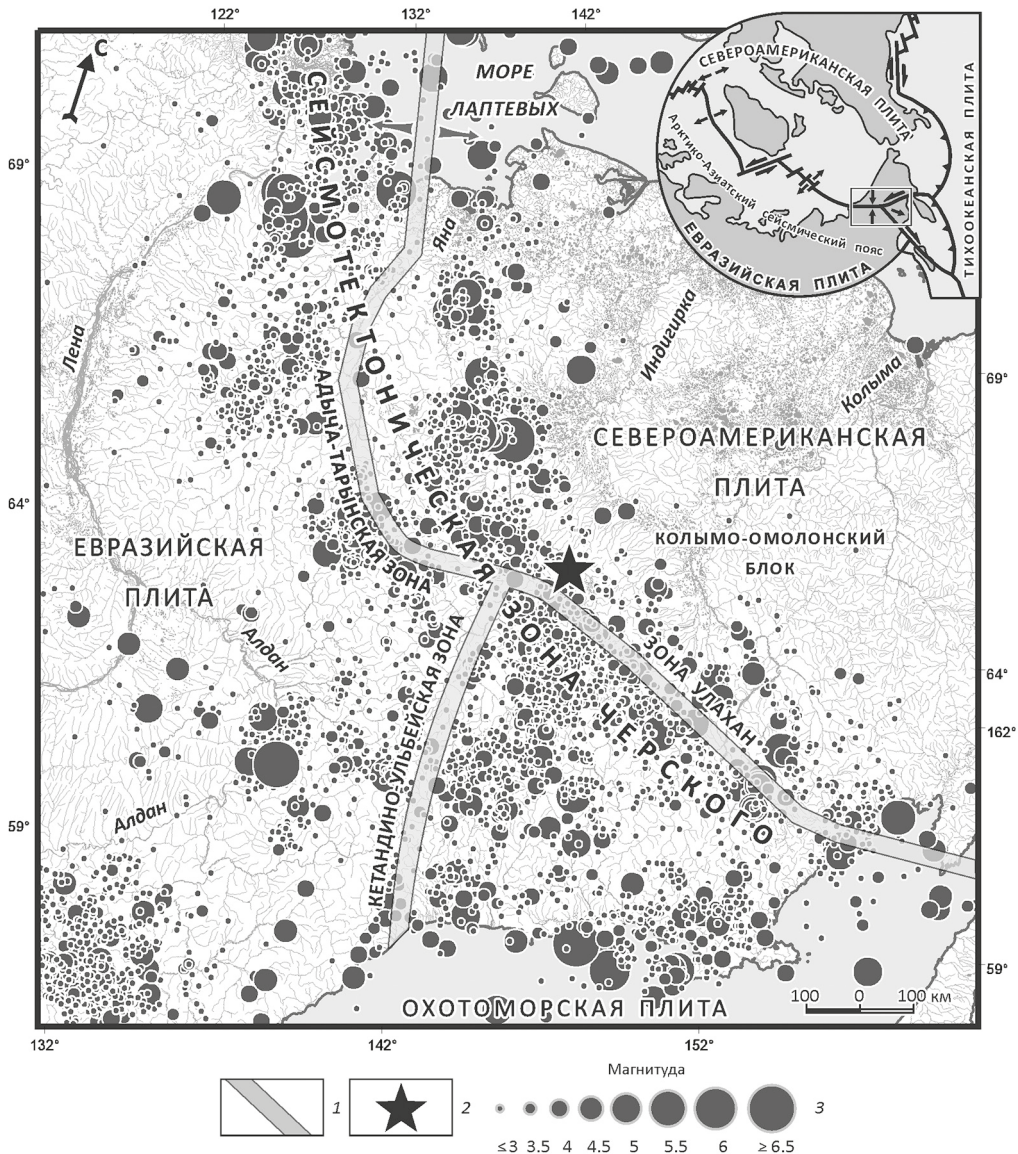 122° 132° 142°
С
69°
64°
59°
МОРЕ
ЛАПТЕВЫХ
СЕВЕРОАМЕРИКАНСКАЯ ПЛИТА
Арктико-Азиатский сейсмический пояс
ЕВРАЗИЙСКАЯ ПЛИТА
ТИХООКЕАНСКАЯ ПЛИТА
СЕЙСМОТЕКТОНИЧЕСКАЯ ЗОНА ЧЕРСКОГО
Яна
Лена
Индигирка
Колыма
69°
АДЫЧА-ТАРЫНСКАЯ ЗОНА
СЕВЕРОАМЕРИКАНСКАЯ
ПЛИТА
КОЛЫМО-ОМОЛОНСКИЙ
БЛОК
ЕВРАЗИЙСКАЯ
ПЛИТА
Алдан
КЕТАНДИНО-УЛЬБЕЙСКАЯ ЗОНА
ЗОНА УЛАХАН
64°
162°
Алдан
59°
100 0 100 км
ОХОТОМОРСКАЯ ПЛИТА
132° 142° 152°
1
2
Магнитуда
3
≤3 3.5 4 4.5 5 5.5 6 ≥6.5